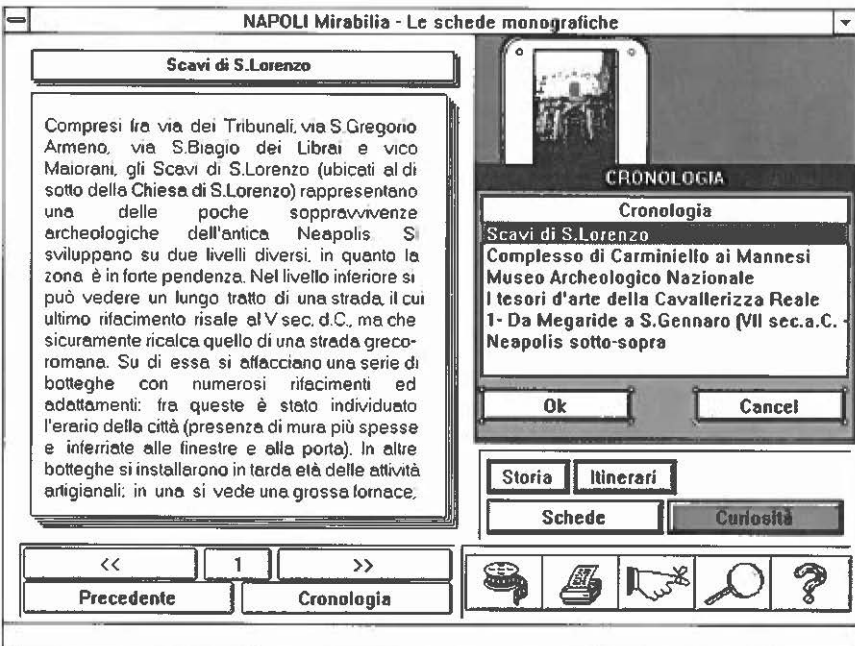 NAPOLI Mirabilia - Le schede monografiche
Scavi di S.Lorenzo
Compresi fra via dei Tribunali, via S.Gregorio
Armeno, via S.Biagio dei Librai e vico
Maiorani, gli Scavi di S.Lorenzo (ubicati al di
sotto della Chiesa di S.Lorenzo) rappresentano
una delle poche soppravvivenze
archeologiche dell'antica Neapolis. Si
sviluppano su due livelli diversi, in quanto la
zona è in forte pendenza. Nel livello inferiore si
può vedere un lungo tratto di una strada, il cui
ultimo rifacimento risale al V sec. d.C., ma che
sicuramente ricalca quello di una strada greco-
romana. Su di essa si affacciano una serie di
botteghe con numerosi rifacimenti ed
adattamenti: fra queste è stato individuato
l'erario della città (presenza di mura più spesse
e inferriate alle finestre e alla porta). In altre
botteghe si installarono in tarda età delle attività
artigianali: in una si vede una grossa fornace,
<<
1
>>
Precedente
Cronologia
CRONOLOGIA
Cronologia
Scavi di S.Lorenzo
Complesso di Carminiello ai Mannesi
Museo Archeologico Nazionale
I tesori d'arte della Cavallerizza Reale
1- Da Megaride a S.Gennaro (VII sec.a.C. -
Neapolis sotto-sopra
Ok
Cancel
Storia
Itinerari
Schede
Curiosità
?